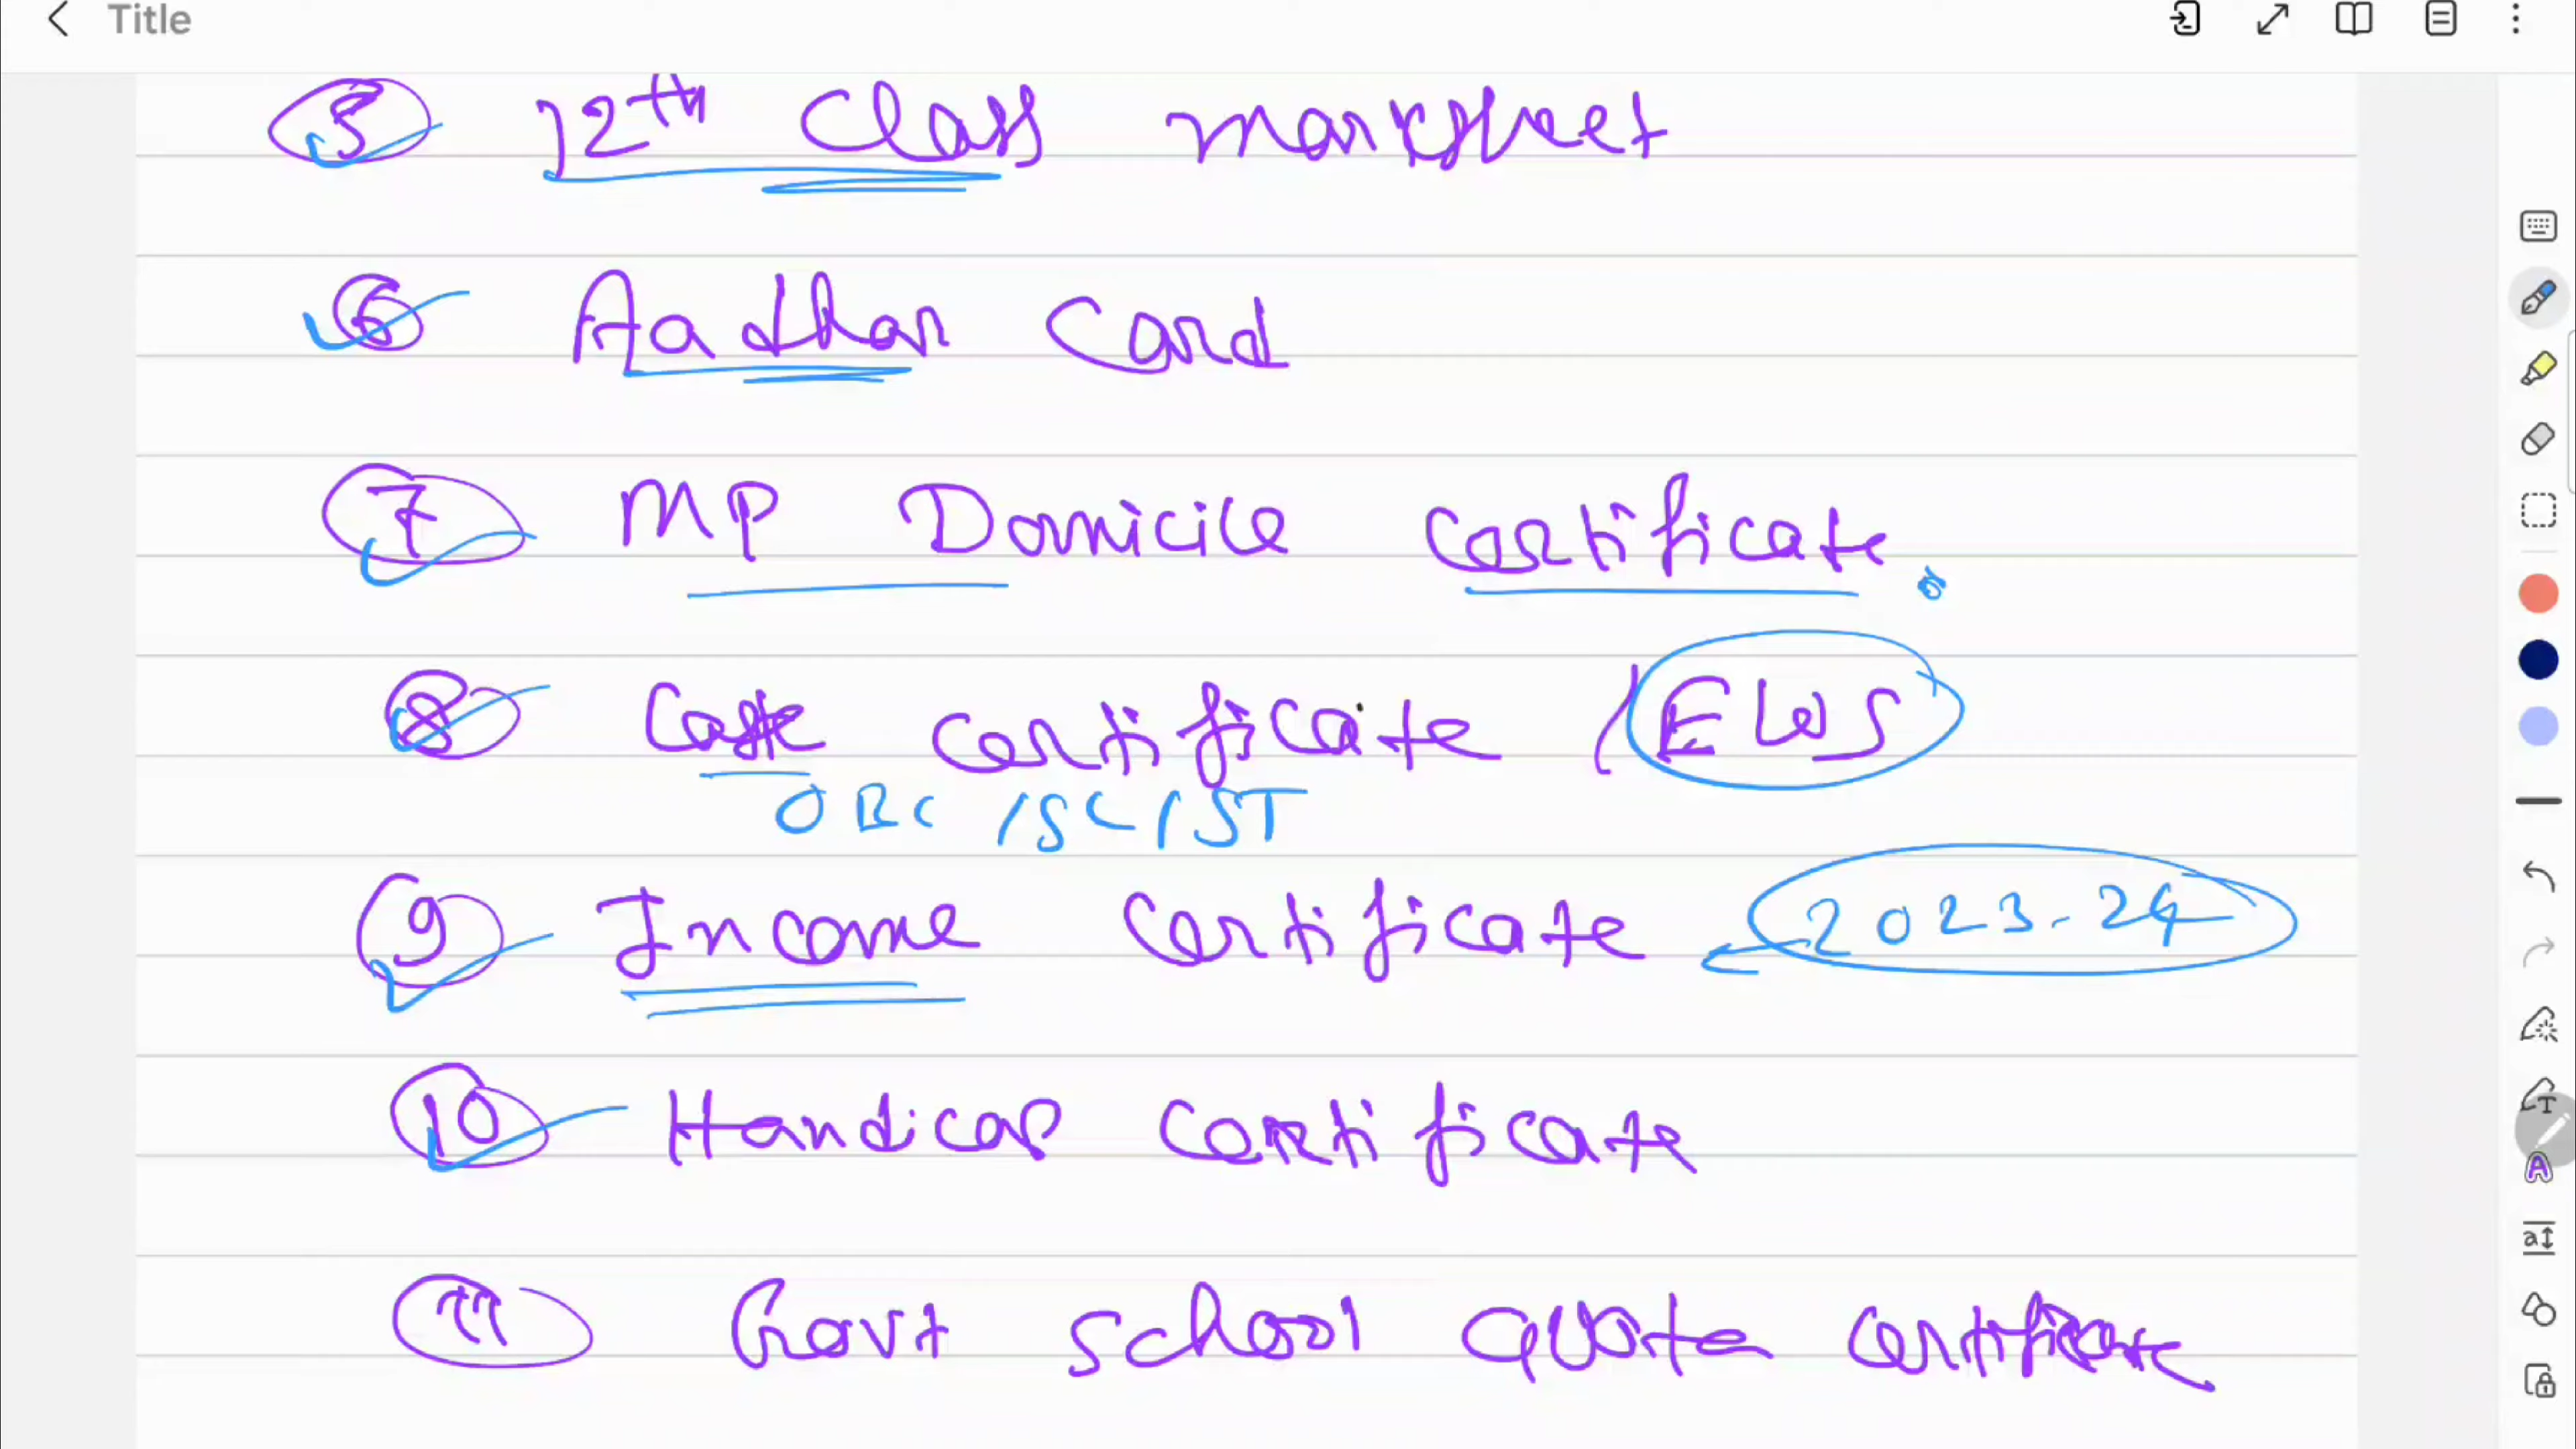 Title
5 12th Class marksheet
6 Aadhar Card
7 MP Domicile Certificate.
8 Caste Certificate (EWS
OBC /SC/ST
9 Income Certificate 2023-24
10 Handicap Certificate
11 Govt School Quota Certificate